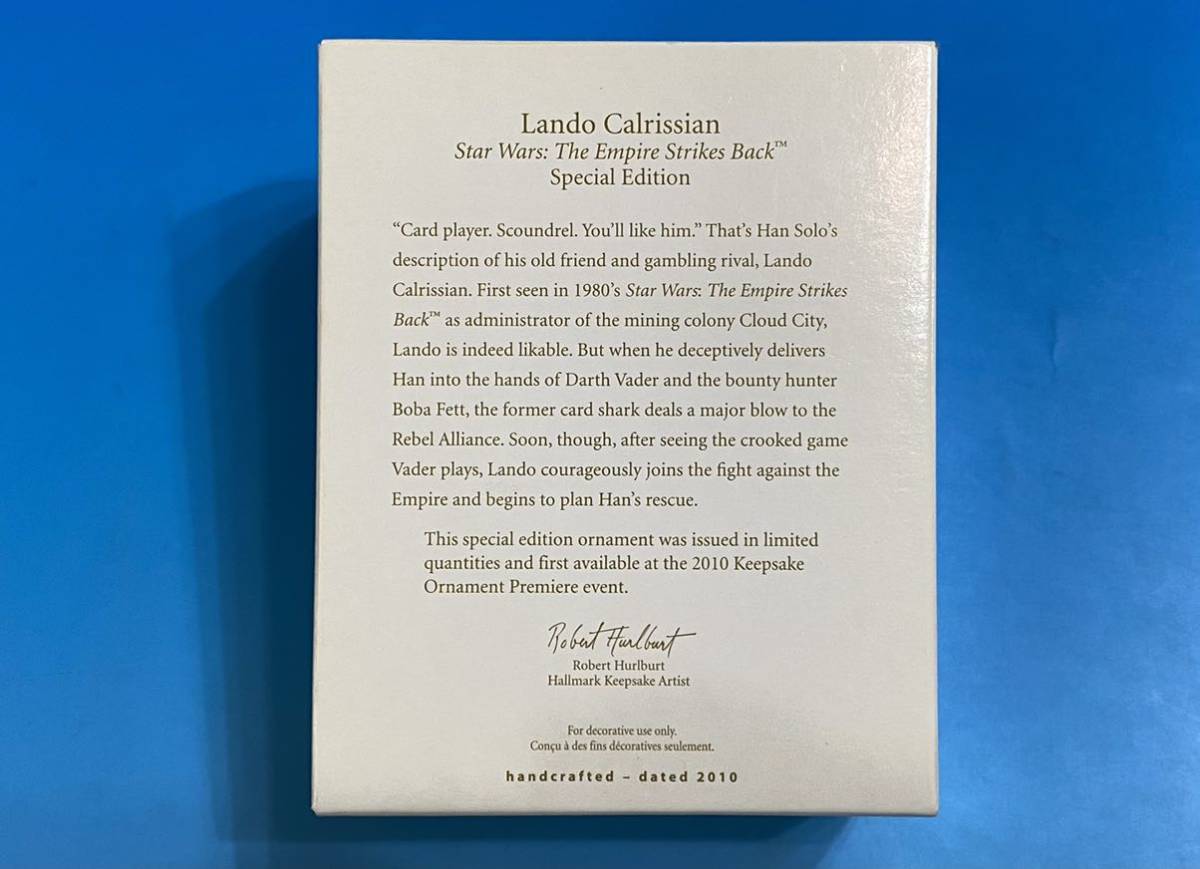 Lando Calrissian
Star Wars: The Empire Strikes Back™
Special Edition
“Card player. Scoundrel. You’ll like him.” That’s Han Solo’s
description of his old friend and gambling rival, Lando
Calrissian. First seen in 1980’s Star Wars: The Empire Strikes
Back™ as administrator of the mining colony Cloud City,
Lando is indeed likable. But when he deceptively delivers
Han into the hands of Darth Vader and the bounty hunter
Boba Fett, the former card shark deals a major blow to the
Rebel Alliance. Soon, though, after seeing the crooked game
Vader plays, Lando courageously joins the fight against the
Empire and begins to plan Han’s rescue.
This special edition ornament was issued in limited
quantities and first available at the 2010 Keepsake
Ornament Premiere event.
Robert Hurlburt
Robert Hurlburt
Hallmark Keepsake Artist
For decorative use only.
Conçu à des fins décoratives seulement.
handcrafted – dated 2010